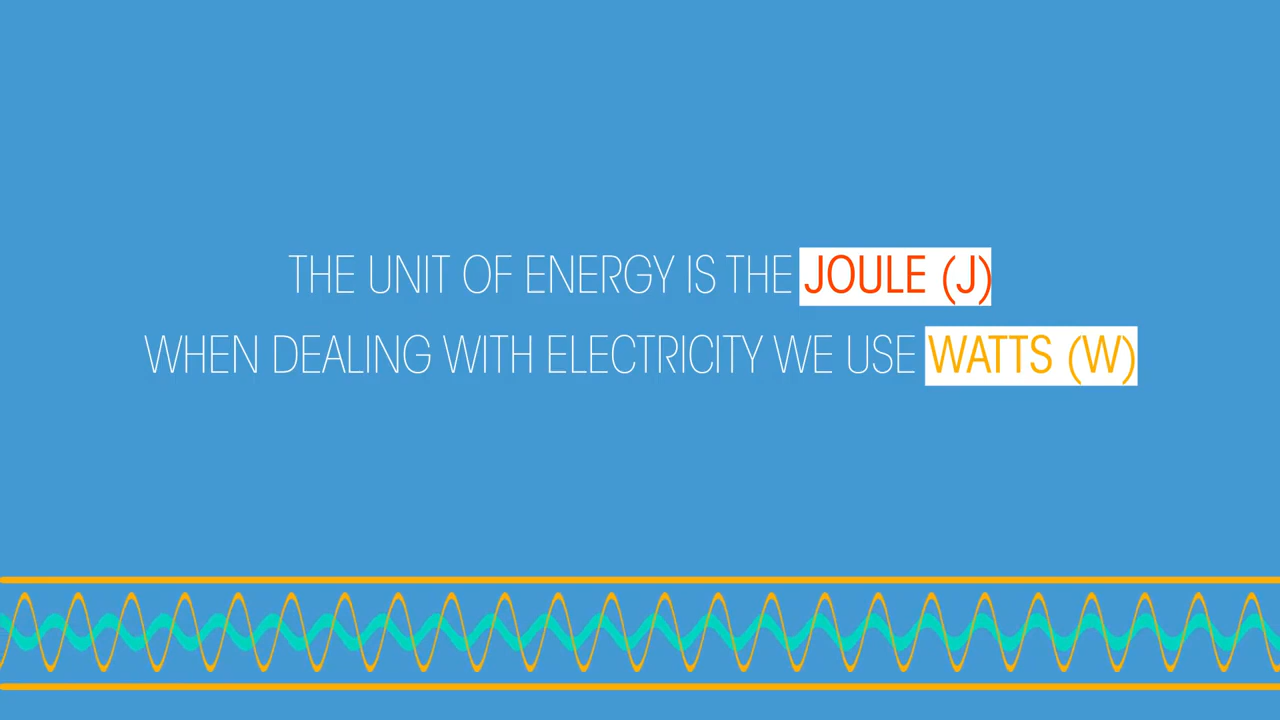 THE UNIT OF ENERGY IS THE JOULE (J)
WHEN DEALING WITH ELECTRICITY WE USE WATTS (W)